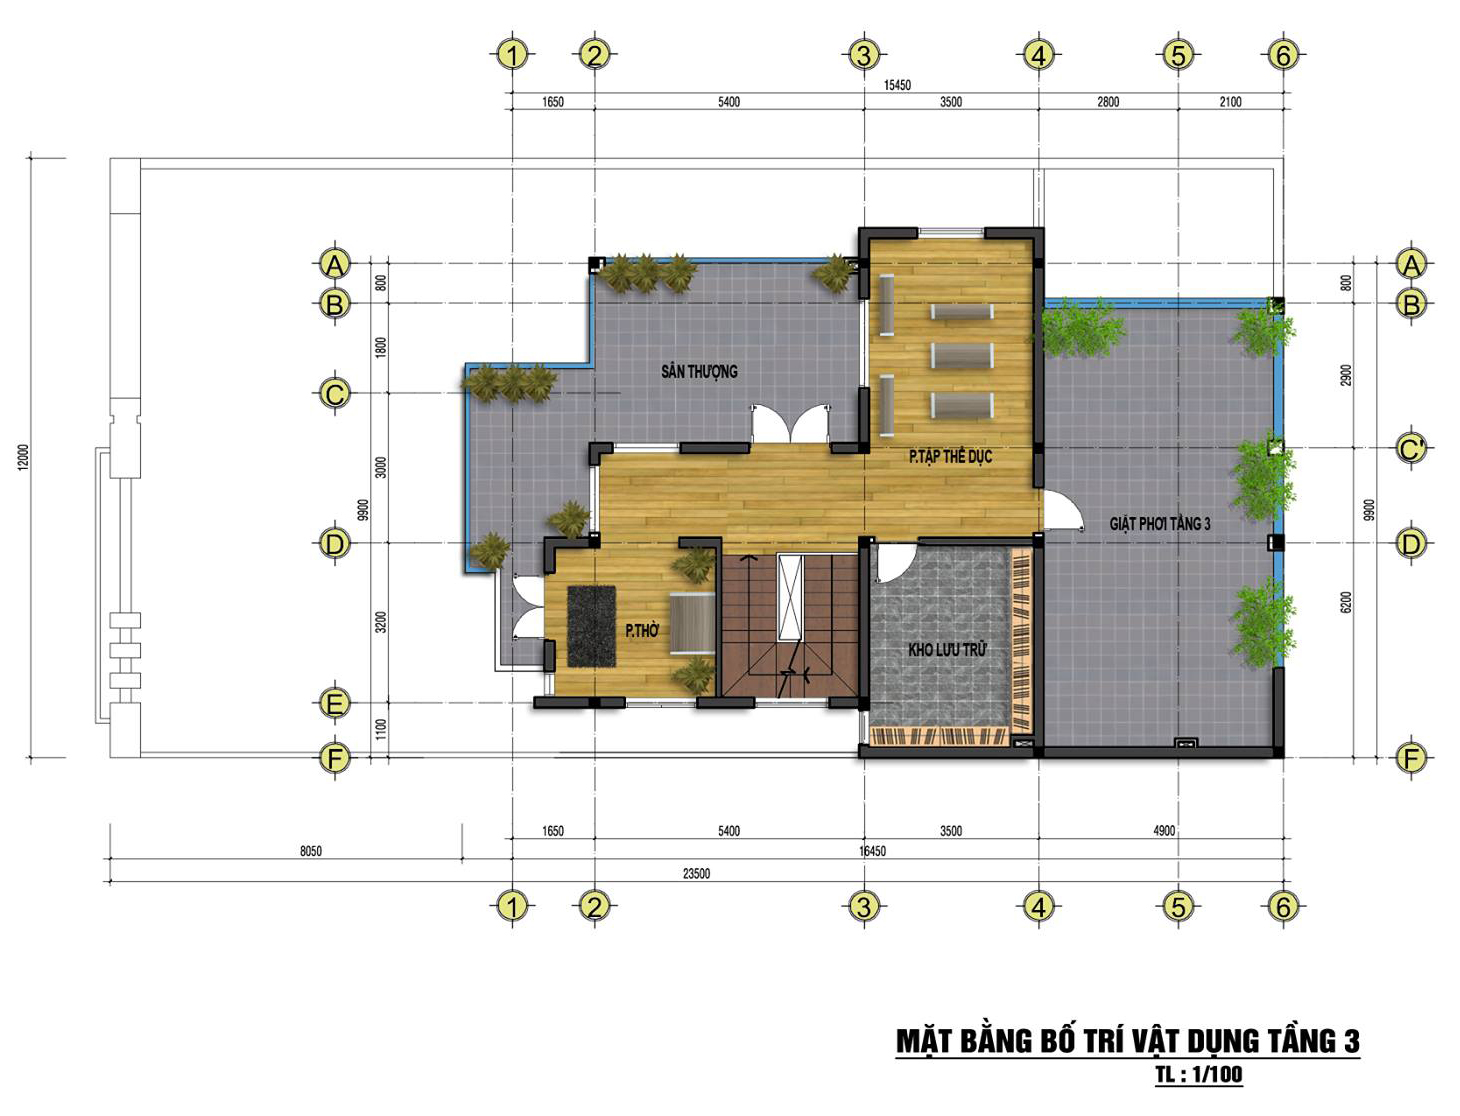 1 2 3 4 5 6
15450
1650 5400 3500 2800 2100
A A
800 800
B B
1800
SÂN THƯỢNG
2900
C
12000
3000
P.TẬP THỂ DỤC
C'
9900 9900
GIẶT PHƠI TẦNG 3
D D
3200
6200
P.THỜ
KHO LƯU TRỮ
E
1100
F F
1650 5400 3500 4900
8050 16450
23500
1 2 3 4 5 6
MẶT BẰNG BỐ TRÍ VẬT DỤNG TẦNG 3
TL : 1/100